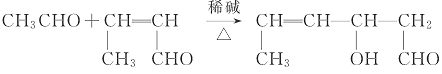 CH₃CHO+CH=CH 稀碱 △ CH=CH—CH—CH₂
CH₃ CHO CH₃ OH CHO